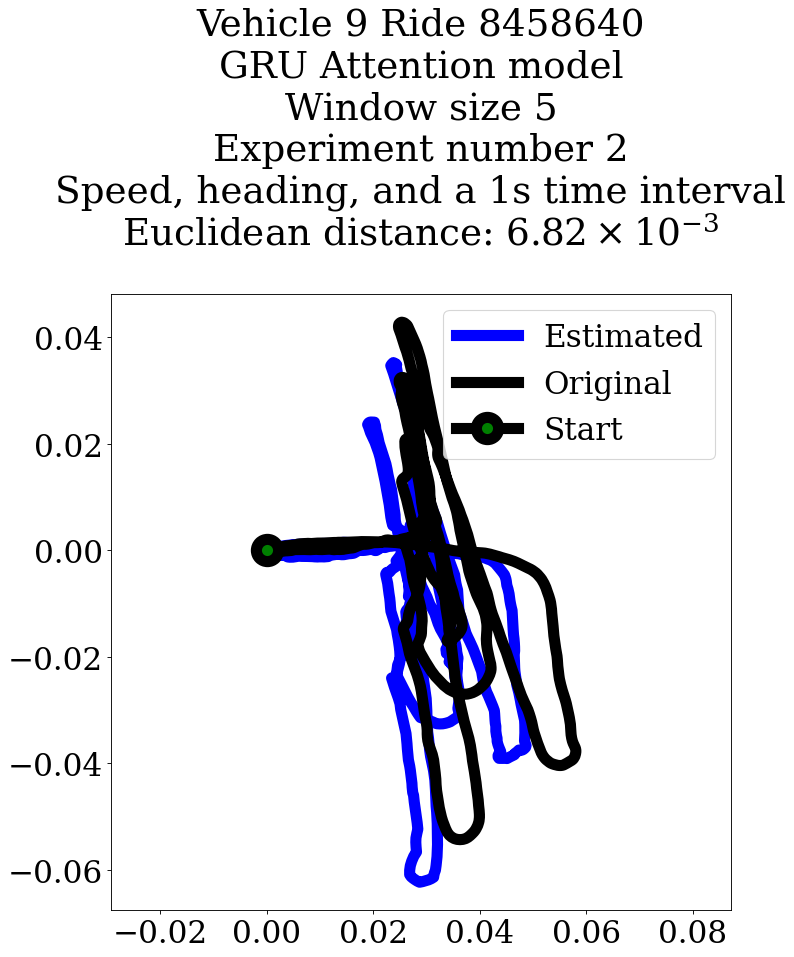 Vehicle 9 Ride 8458640
GRU Attention model
Window size 5
Experiment number 2
Speed, heading, and a 1s time interval
Euclidean distance: 6.82 × 10⁻³
Estimated
Original
Start
0.04
0.02
0.00
−0.02
−0.04
−0.06
−0.02 0.00 0.02 0.04 0.06 0.08